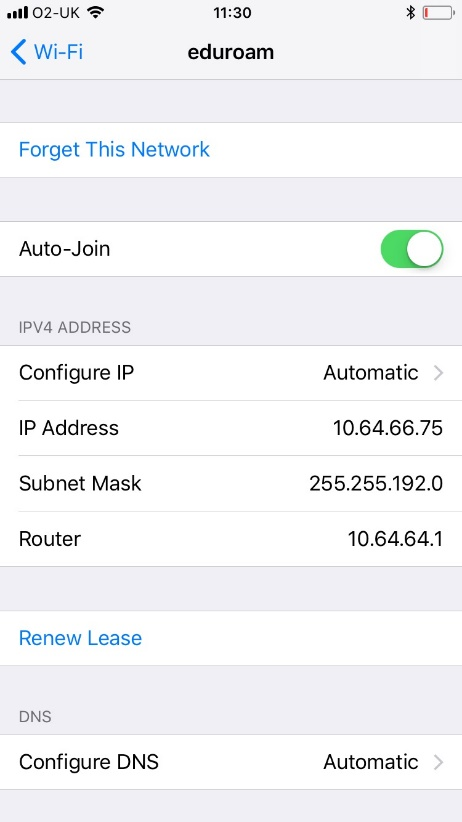 O2-UK 11:30
Wi-Fi eduroam
Forget This Network
Auto-Join
IPV4 ADDRESS
Configure IP Automatic
IP Address 10.64.66.75
Subnet Mask 255.255.192.0
Router 10.64.64.1
Renew Lease
DNS
Configure DNS Automatic